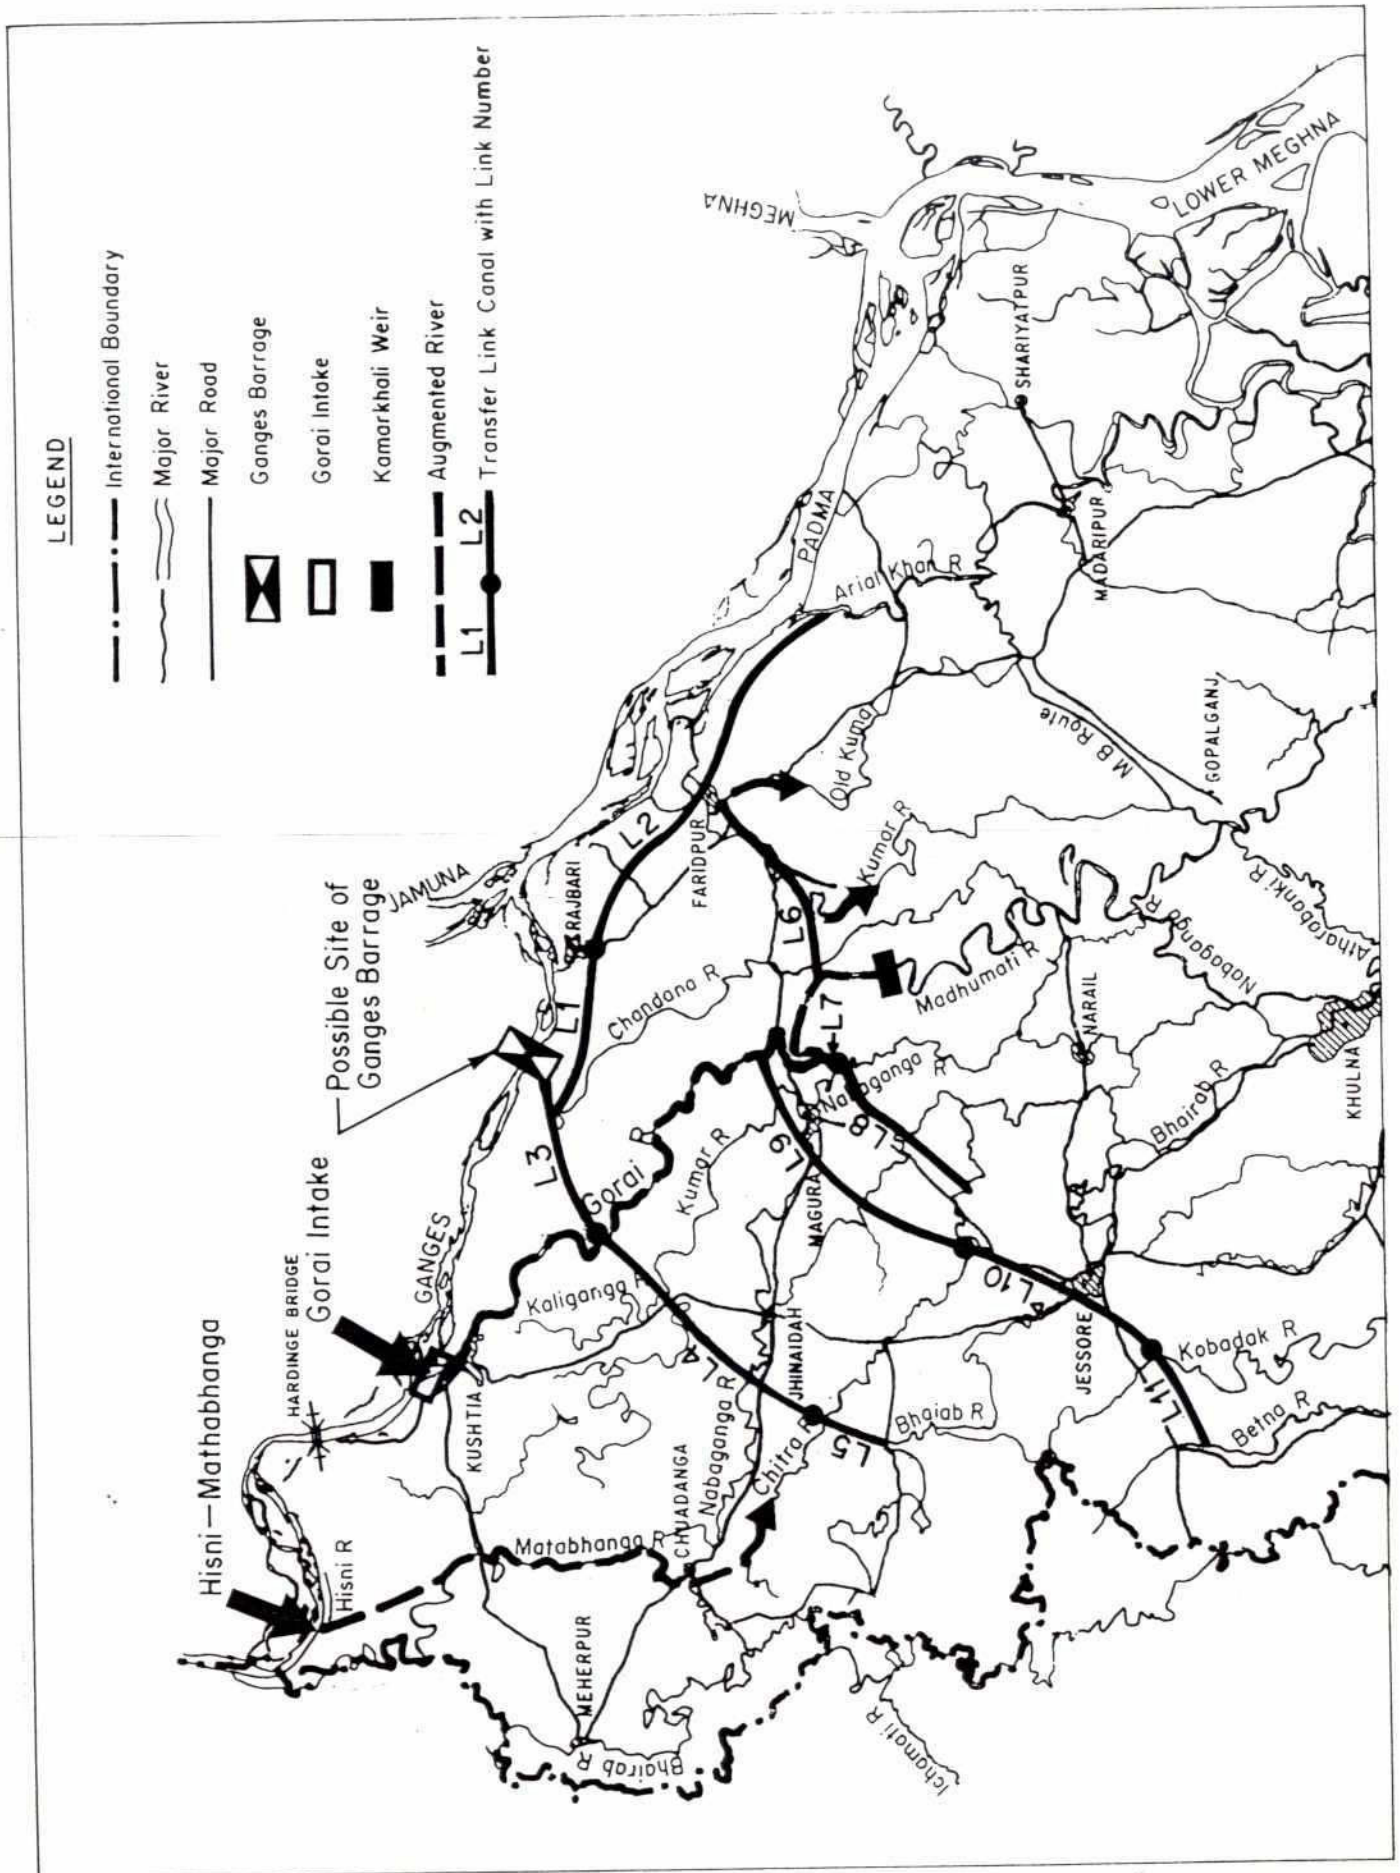 LEGEND
International Boundary
Major River
Major Road
Ganges Barrage
Gorai Intake
Kamarkhali Weir
Augmented River
L1 L2 Transfer Link Canal with Link Number
Hisni—Mathabhanga
HARDINGE BRIDGE
Gorai Intake
Possible Site of
Ganges Barrage
JAMUNA
MEGHNA
LOWER MEGHNA
PADMA
GANGES
Hisni R
KUSHTIA
Matabhanga R
CHUADANGA
MEHERPUR
Bhairab R
Ichamati R
Kaliganga R
Gorai R
Kumar R
L3
L1
RAJBARI
L2
Chandana R
FARIDPUR
Arial Khan R
Old Kuma
SHARIYATPUR
MADARIPUR
M B Route
GOPALGANJ
Kumar R
L6
L7
Madhumati R
Nabaganga R
Nabaganga
L8
L9
MAGURA
L4
JHINAIDAH
Nabaganga R
Chitra R
L5
Bhaiab R
L10
JESSORE
L11
Kobadak R
Betna R
NARAIL
Nabaganga R
Atharabanki R
Bhairab R
KHULNA